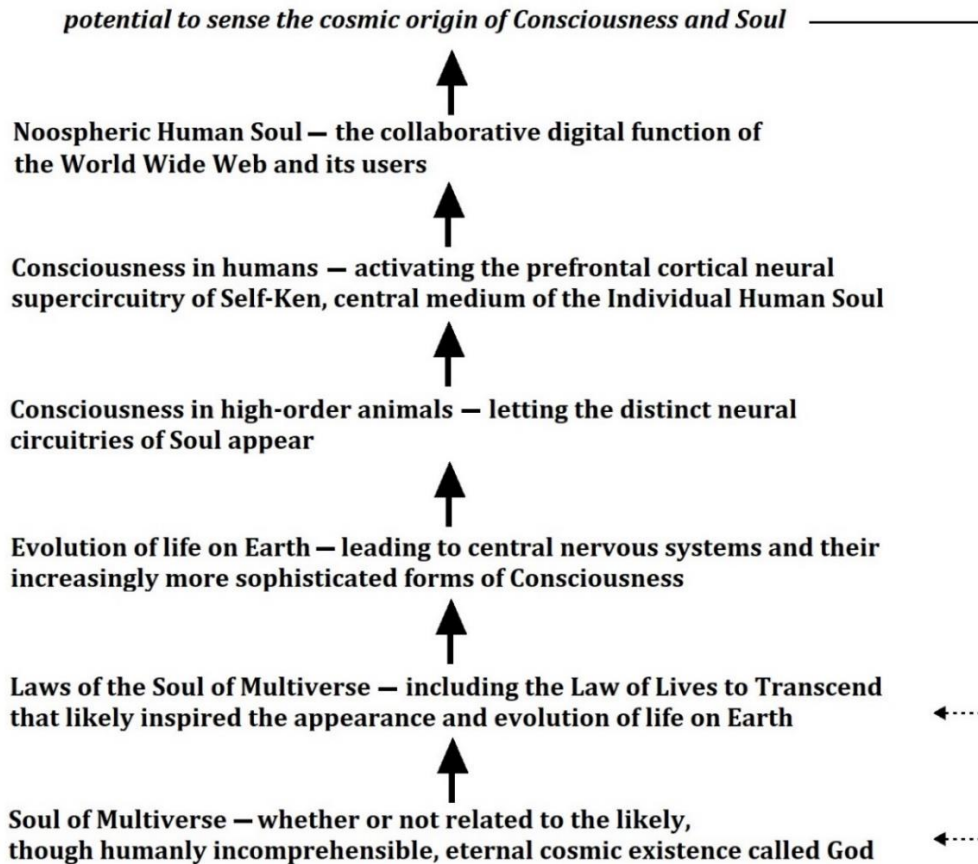 potential to sense the cosmic origin of Consciousness and Soul
Noospheric Human Soul — the collaborative digital function of
the World Wide Web and its users
Consciousness in humans — activating the prefrontal cortical neural
supercircuitry of Self-Ken, central medium of the Individual Human Soul
Consciousness in high-order animals — letting the distinct neural
circuitries of Soul appear
Evolution of life on Earth — leading to central nervous systems and their
increasingly more sophisticated forms of Consciousness
Laws of the Soul of Multiverse — including the Law of Lives to Transcend
that likely inspired the appearance and evolution of life on Earth
Soul of Multiverse — whether or not related to the likely,
though humanly incomprehensible, eternal cosmic existence called God